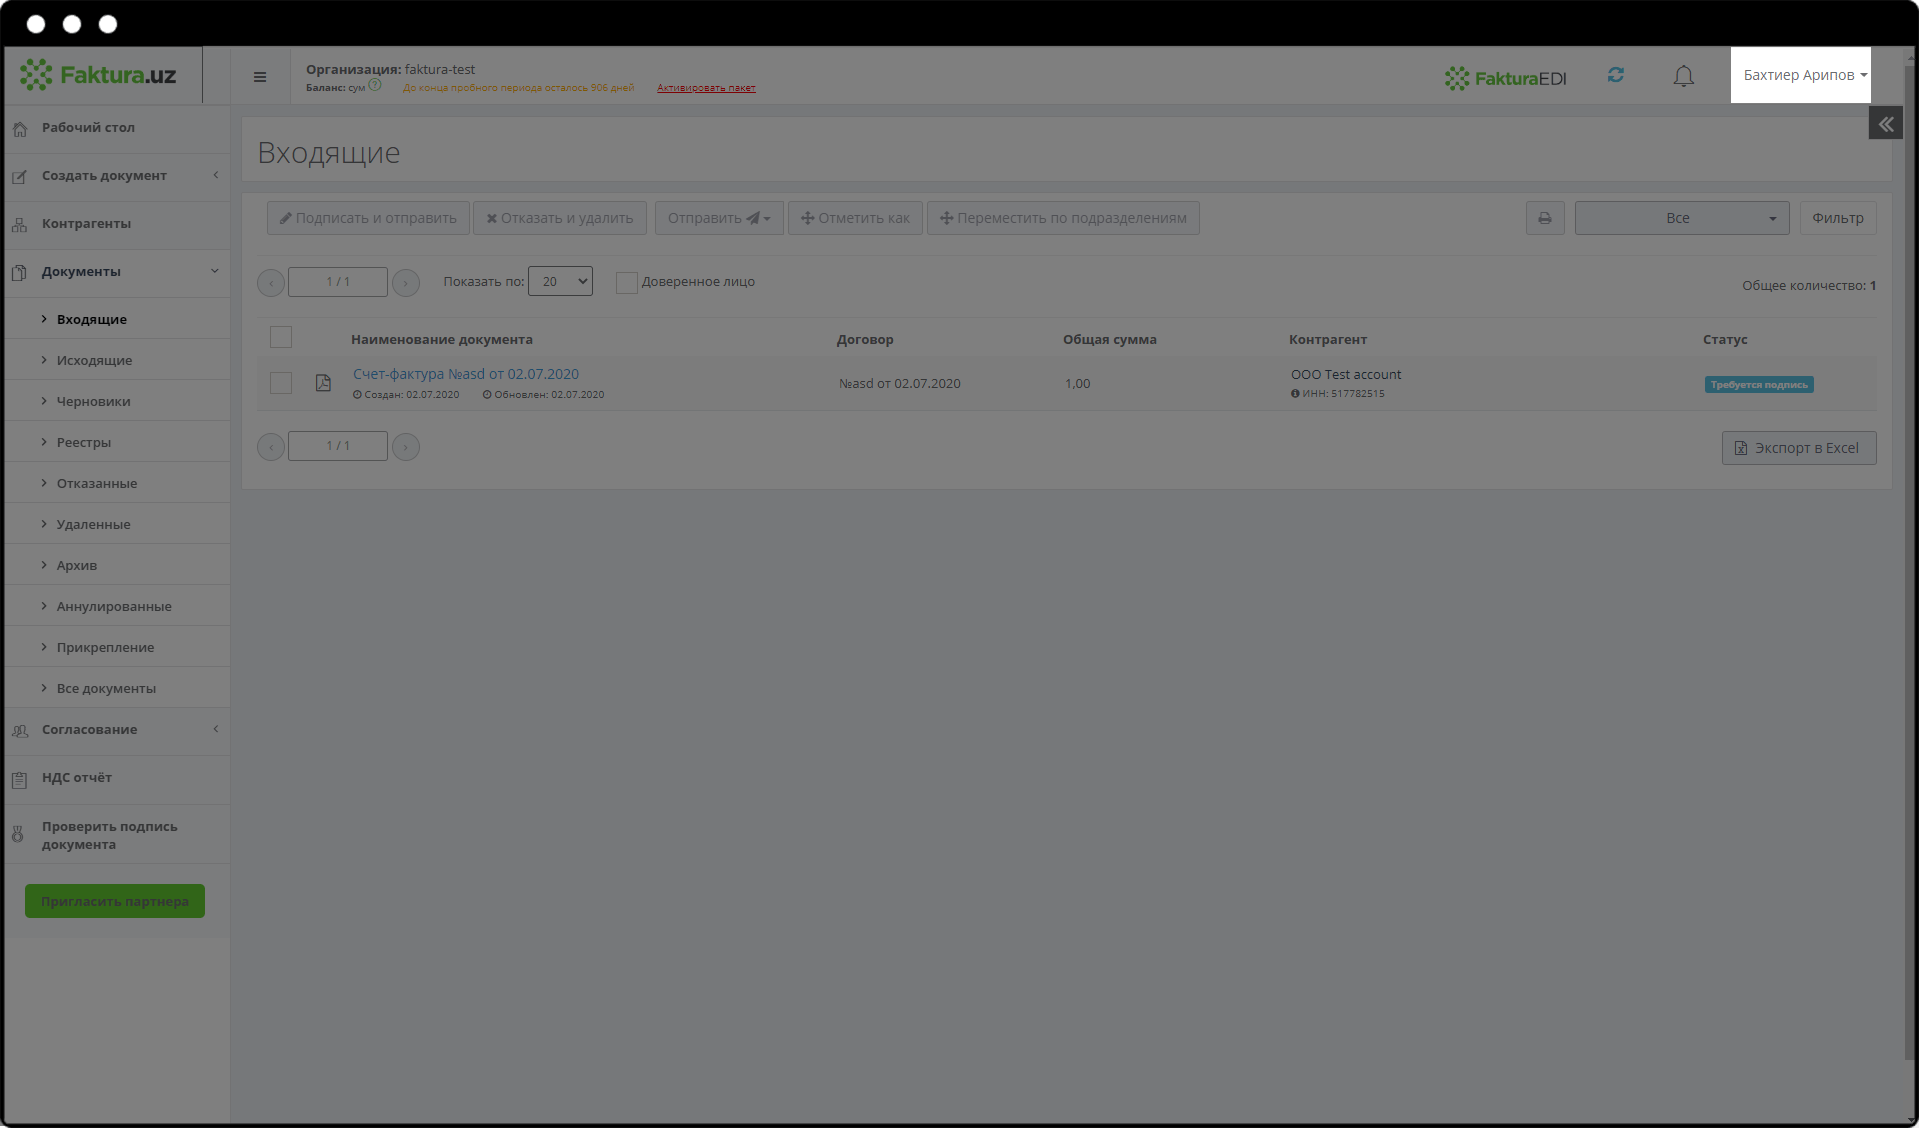 Faktura.uz
Организация: faktura-test
Баланс: сум ? До конца пробного периода осталось 906 дней Активировать пакет
FakturaEDI
Бахтиер Арипов
Рабочий стол
Создать документ
Контрагенты
Документы
Входящие
Исходящие
Черновики
Реестры
Отказанные
Удаленные
Архив
Аннулированные
Прикрепление
Все документы
Согласование
НДС отчёт
Проверить подпись
документа
Пригласить партнера
Входящие
Подписать и отправить Отказать и удалить Отправить Отметить как Переместить по подразделениям Все Фильтр
1 / 1 Показать по: 20 Доверенное лицо Общее количество: 1
Наименование документа Договор Общая сумма Контрагент Статус
Счет-фактура №asd от 02.07.2020 №asd от 02.07.2020 1,00 ООО Test account Требуется подпись
Создан: 02.07.2020 Обновлен: 02.07.2020 ИНН: 517782515
1 / 1 Экспорт в Excel